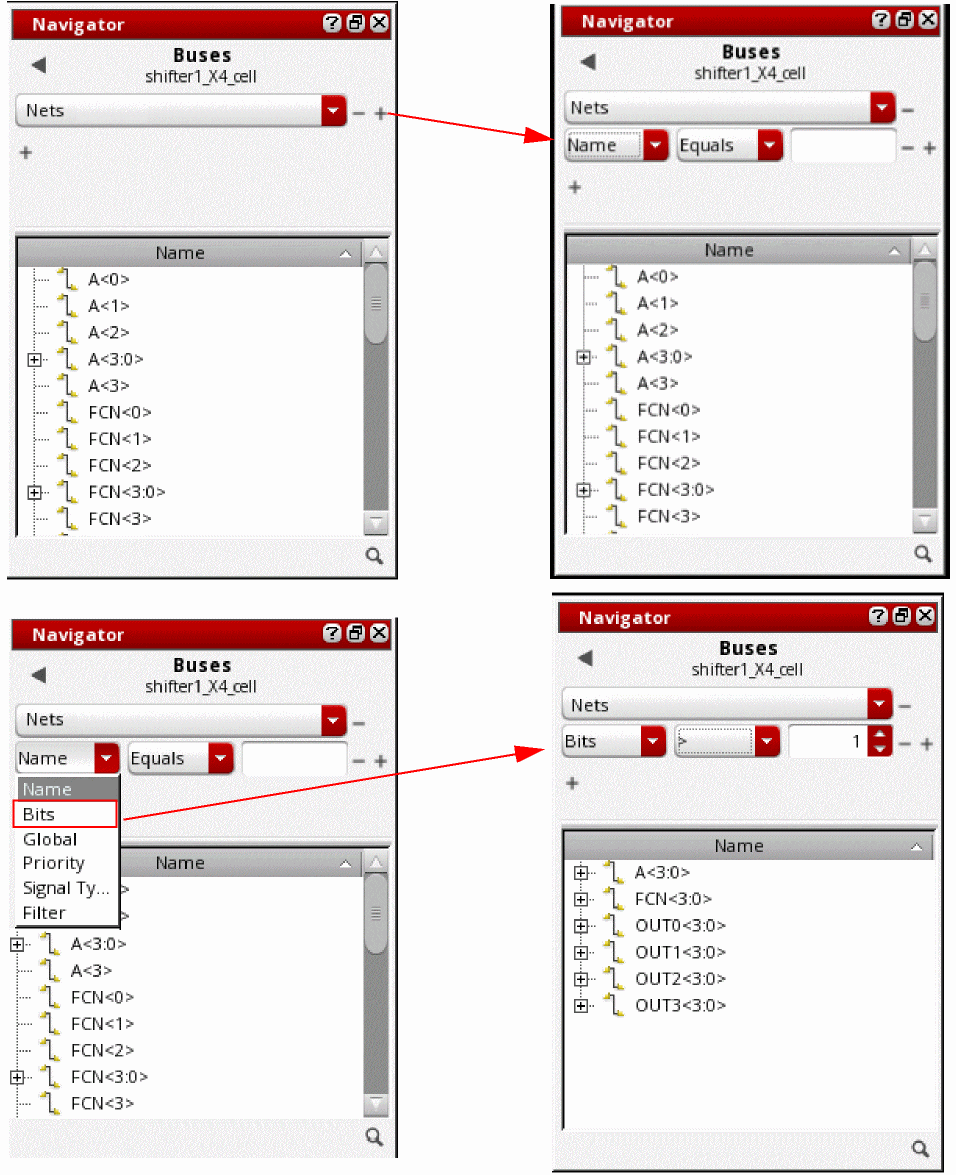 Navigator
Buses
shifter1_X4_cell
Nets
Name
A<0>
A<1>
A<2>
A<3:0>
A<3>
FCN<0>
FCN<1>
FCN<2>
FCN<3:0>
FCN<3>
Navigator
Buses
shifter1_X4_cell
Nets
Name Equals
Name
A<0>
A<1>
A<2>
A<3:0>
A<3>
FCN<0>
FCN<1>
FCN<2>
FCN<3:0>
FCN<3>
Navigator
Buses
shifter1_X4_cell
Nets
Name Equals
Name
Bits
Global
Priority
Signal Ty...
Filter
Name
>
>
A<3:0>
A<3>
FCN<0>
FCN<1>
FCN<2>
FCN<3:0>
FCN<3>
Navigator
Buses
shifter1_X4_cell
Nets
Bits > 1
Name
A<3:0>
FCN<3:0>
OUT0<3:0>
OUT1<3:0>
OUT2<3:0>
OUT3<3:0>